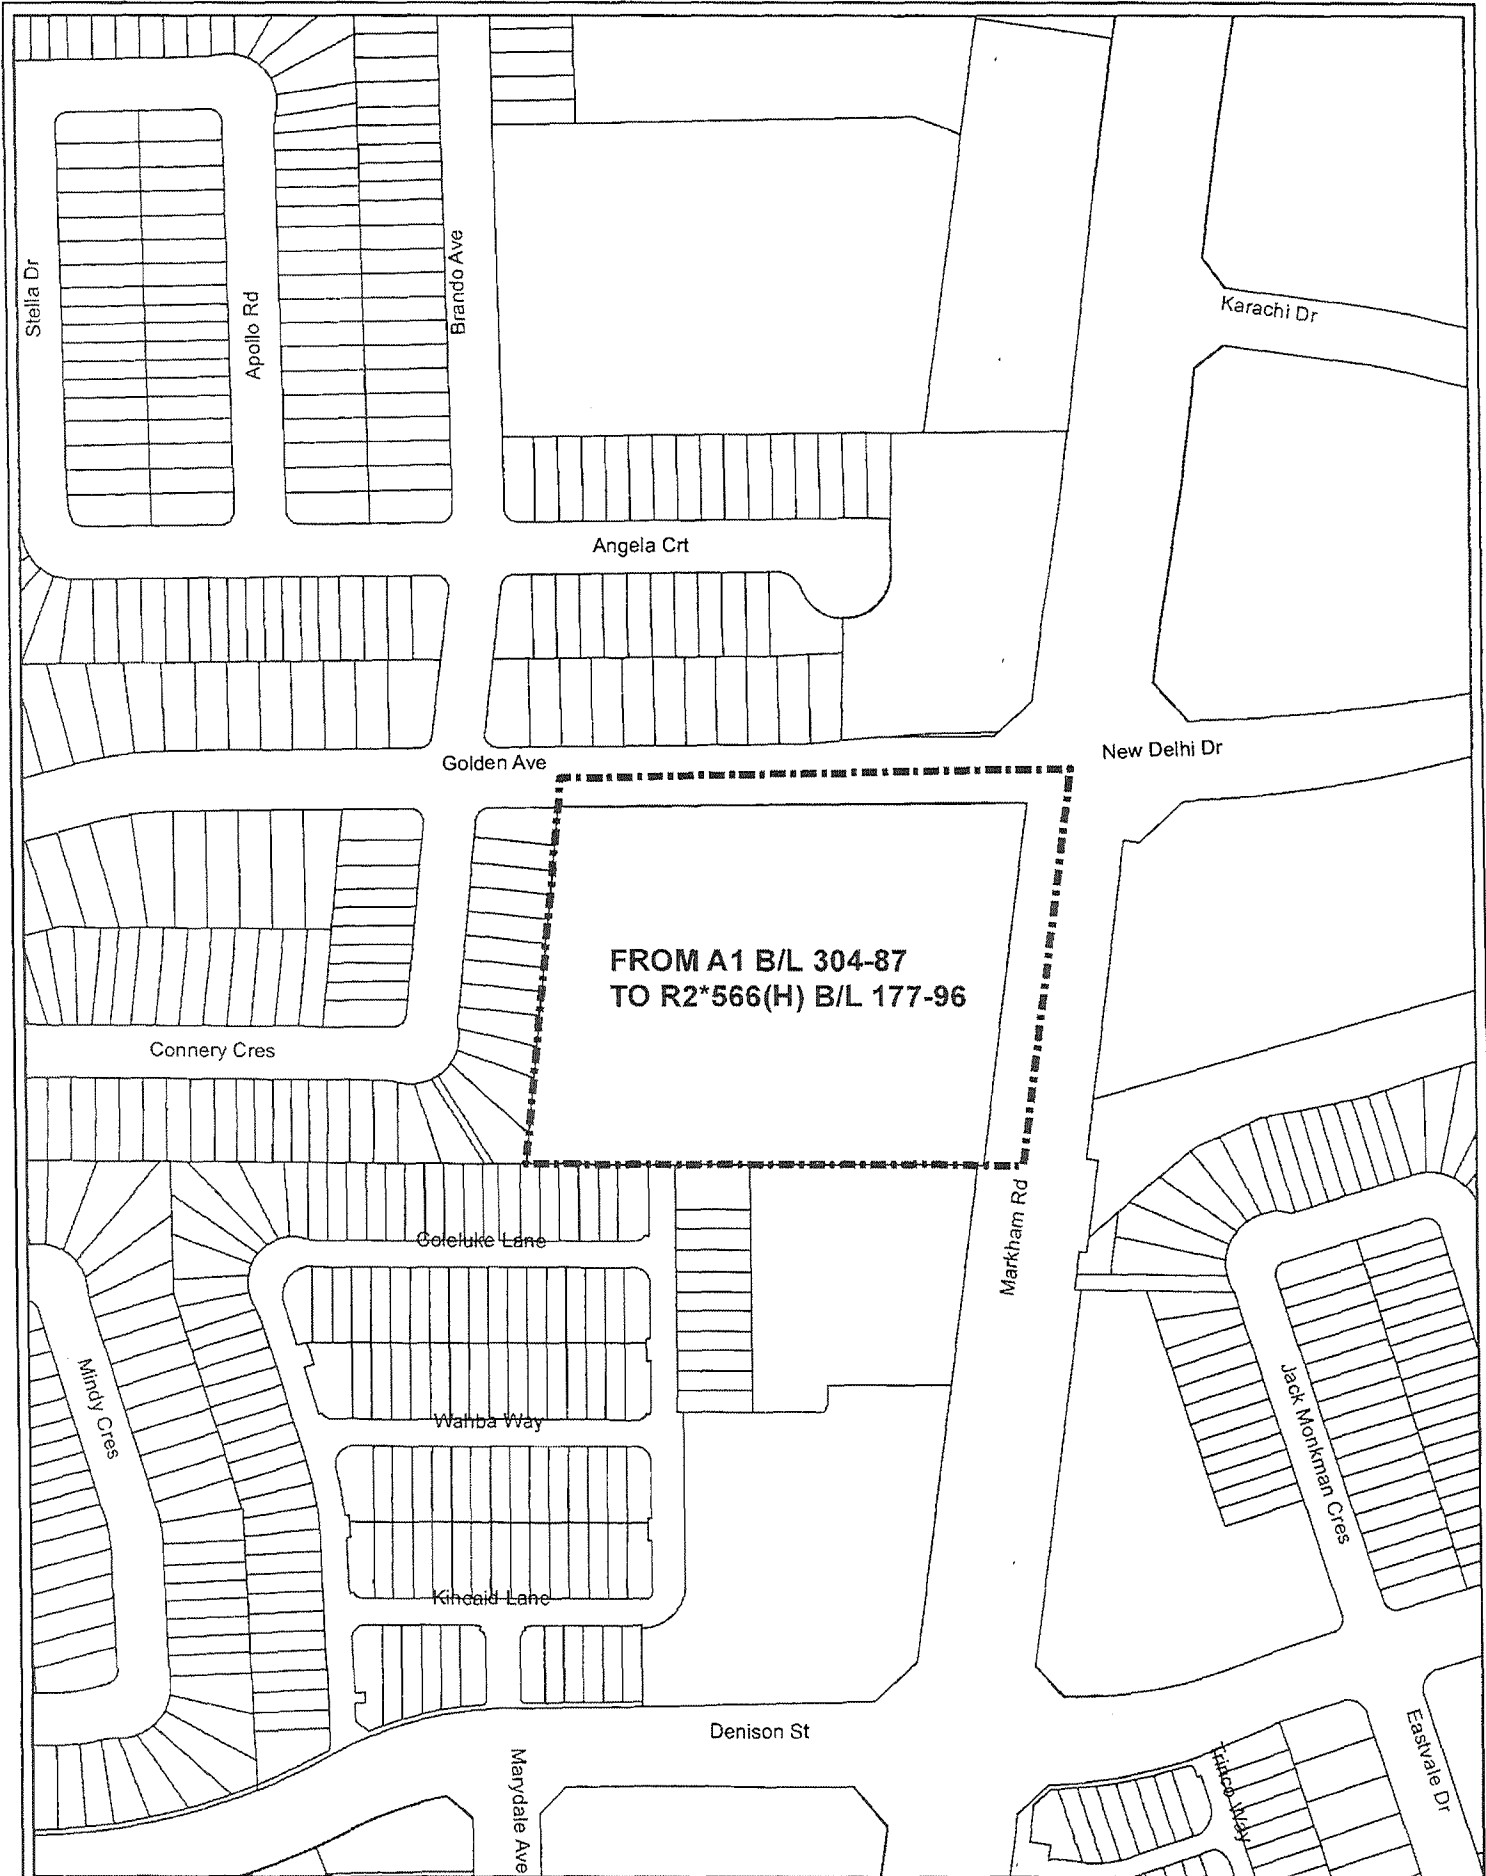 Stella Dr
Apollo Rd
Brando Ave
Karachi Dr
Angela Crt
Golden Ave
New Delhi Dr
FROM A1 B/L 304-87
TO R2*566(H) B/L 177-96
Connery Cres
Markham Rd
Coleluke Lane
Mindy Cres
Wahba Way
Jack Monkman Cres
Kincaid Lane
Denison St
Marydale Ave
Trinco Way
Eastvale Dr